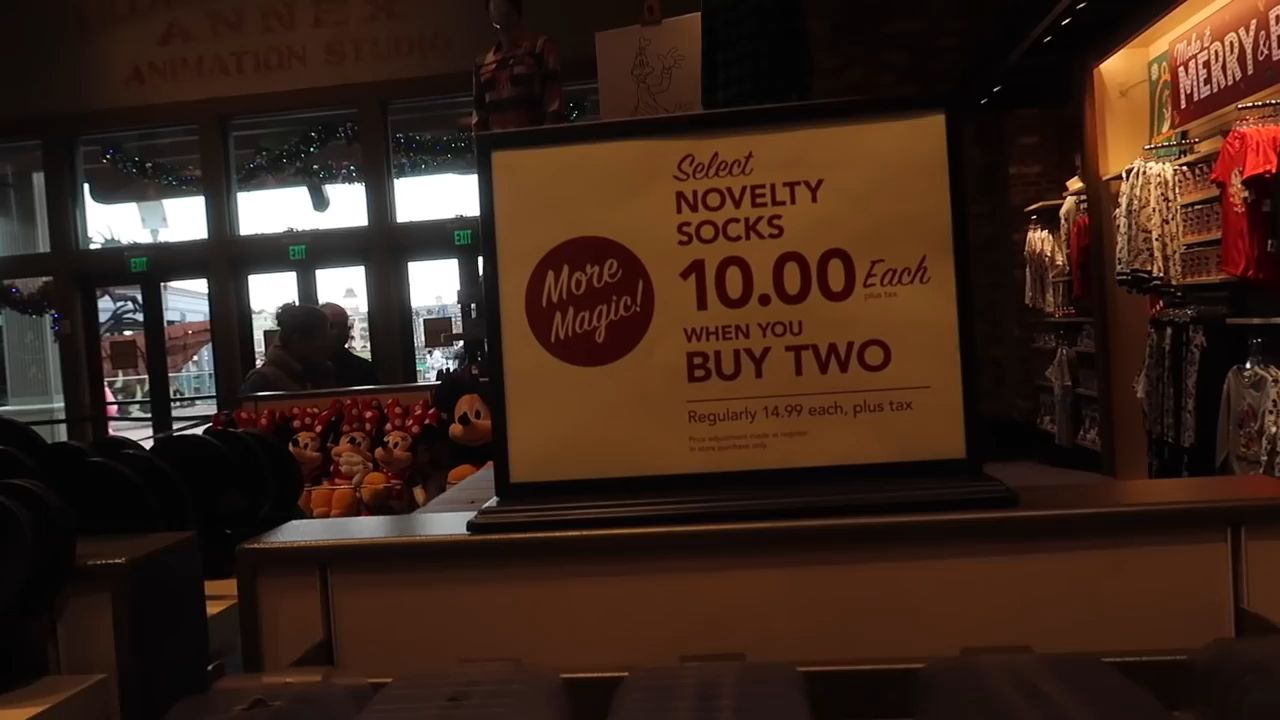 ANNEX
ANIMATION STUDIO
Make it
MERRY &
EXIT
EXIT
EXIT
More
Magic!
Select
NOVELTY
SOCKS
10.00 Each
plus tax
WHEN YOU
BUY TWO
Regularly 14.99 each, plus tax
Price adjustment made at register
In store purchase only.